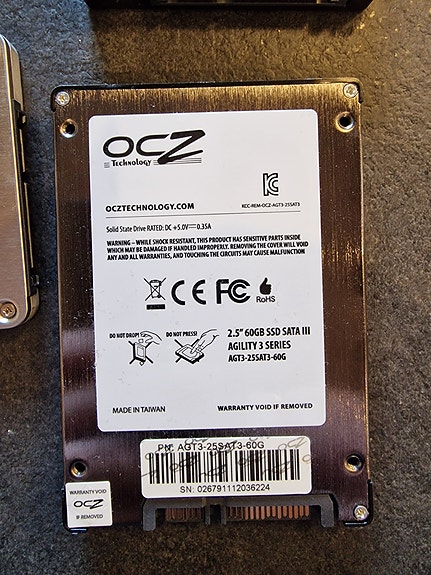 OCZ
Technology
OCZTECHNOLOGY.COM
KCC-REM-OCZ-AGT3-25SAT3
Solid State Drive RATED: DC +5.0V⎓0.35A
WARNING – WHILE SHOCK RESISTANT, THIS PRODUCT HAS SENSITIVE PARTS INSIDE
WHICH MAY BE DAMAGED IF HANDLED IMPROPERLY. REMOVING THE COVER WILL VOID
ANY AND ALL WARRANTIES, AND TOUCHING THE CIRCUITS MAY CAUSE MALFUNCTION
CE FC RoHS
DO NOT DROP! DO NOT PRESS!
2.5" 60GB SSD SATA III
AGILITY 3 SERIES
AGT3-25SAT3-60G
MADE IN TAIWAN WARRANTY VOID IF REMOVED
PN: AGT3-25SAT3-60G
SN: 026791112036224
WARRANTY VOID
OCZ
IF REMOVED